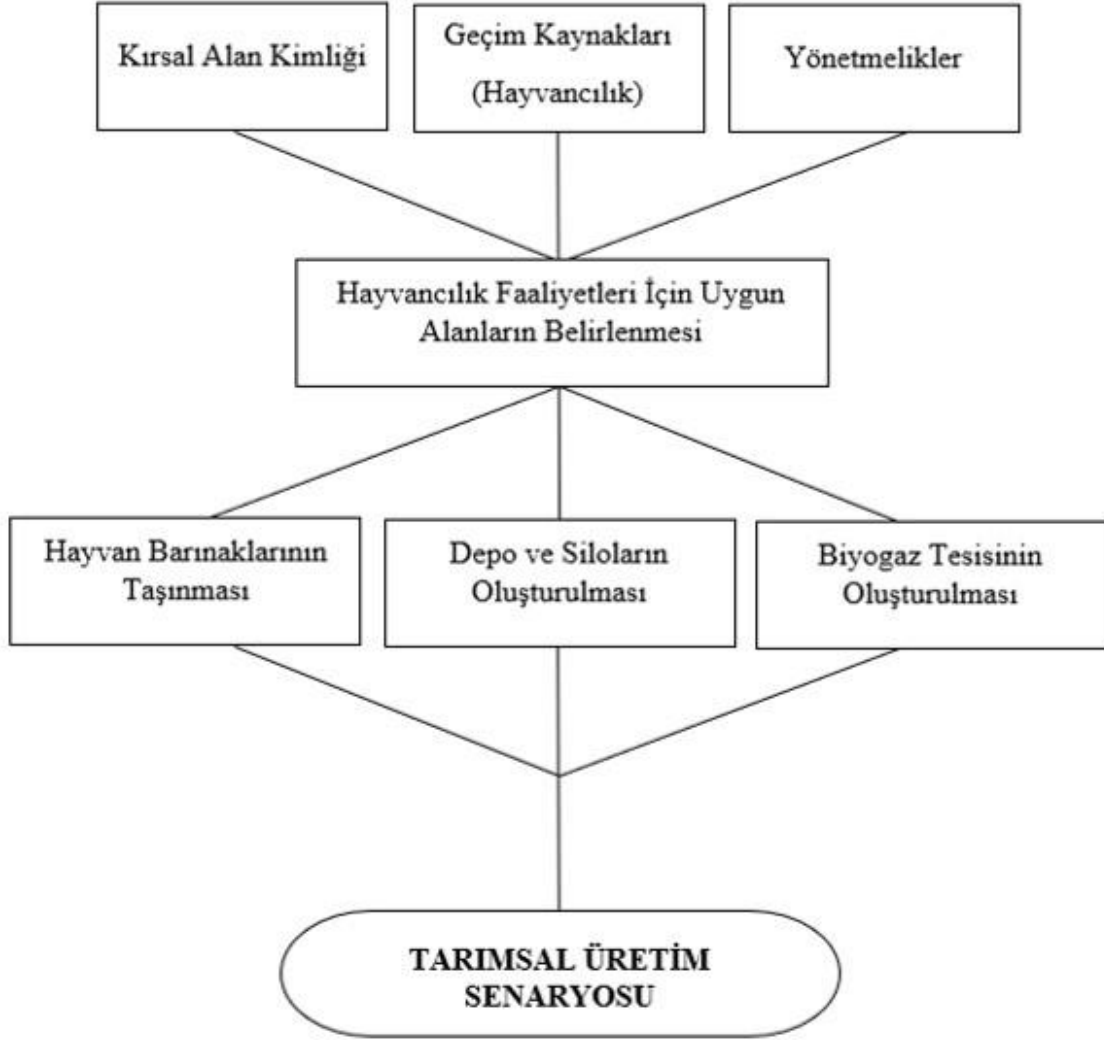 Kırsal Alan Kimliği
Geçim Kaynakları
(Hayvancılık)
Yönetmelikler
Hayvancılık Faaliyetleri İçin Uygun
Alanların Belirlenmesi
Hayvan Barınaklarının
Taşınması
Depo ve Siloların
Oluşturulması
Biyogaz Tesisinin
Oluşturulması
TARIMSAL ÜRETİM
SENARYOSU